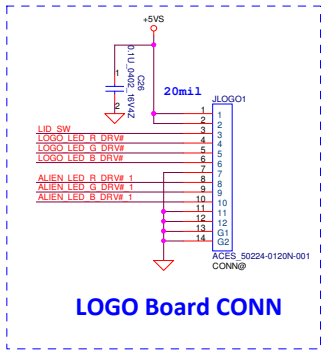 +5VS
1
2
C26
0.1U_0402_16V4Z
20mil
JLOGO1
1 1
2 2
LID_SW 3 3
LOGO_LED_R_DRV# 4 4
LOGO_LED_G_DRV# 5 5
LOGO_LED_B_DRV# 6 6
7 7
ALIEN_LED_R_DRV#_1 8 8
ALIEN_LED_G_DRV#_1 9 9
ALIEN_LED_B_DRV#_1 10 10
11 11
12 12
13 G1
14 G2
ACES_50224-0120N-001
CONN@
LOGO Board CONN